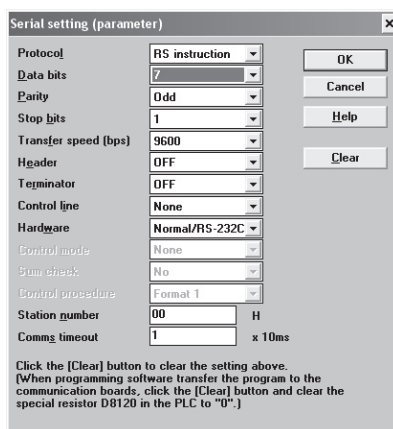 Serial setting (parameter)
Protocol RS instruction OK
Data bits 7 Cancel
Parity Odd
Stop bits 1 Help
Transfer speed (bps) 9600
Header OFF Clear
Terminator OFF
Control line None
Hardware Normal/RS-232C
Control mode None
Sum check No
Control procedure Format 1
Station number 00 H
Comms timeout 1 x 10ms
Click the [Clear] button to clear the setting above.
(When programming software transfer the program to the
communication boards, click the [Clear] button and clear the
special resistor D8120 in the PLC to "0".)